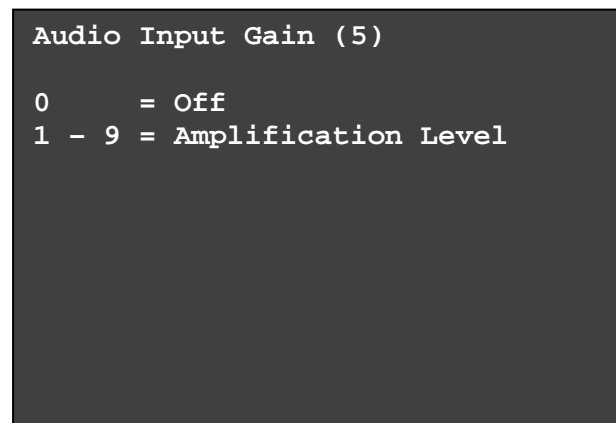 Audio Input Gain (5)
0     = Off
1 – 9 = Amplification Level